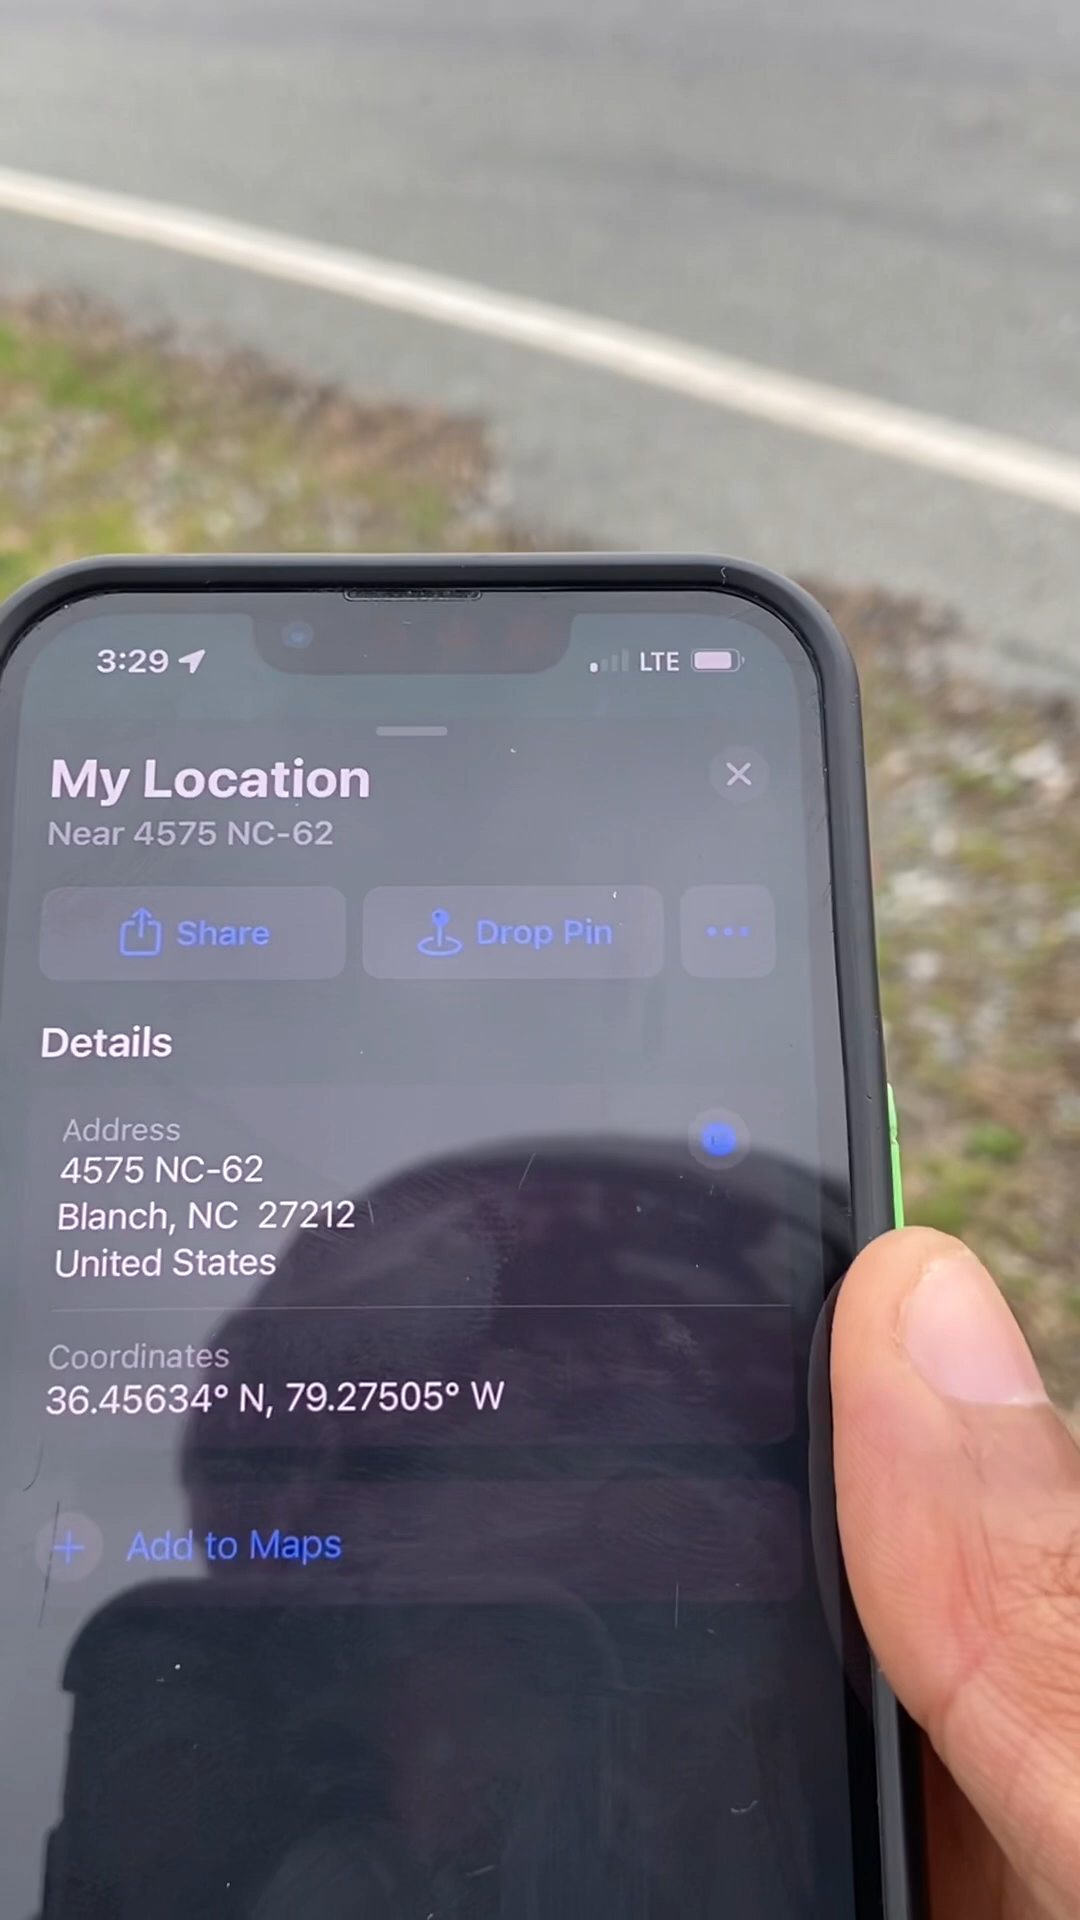 3:29 LTE
My Location
Near 4575 NC-62
Share Drop Pin
Details
Address
4575 NC-62
Blanch, NC 27212
United States
Coordinates
36.45634° N, 79.27505° W
Add to Maps